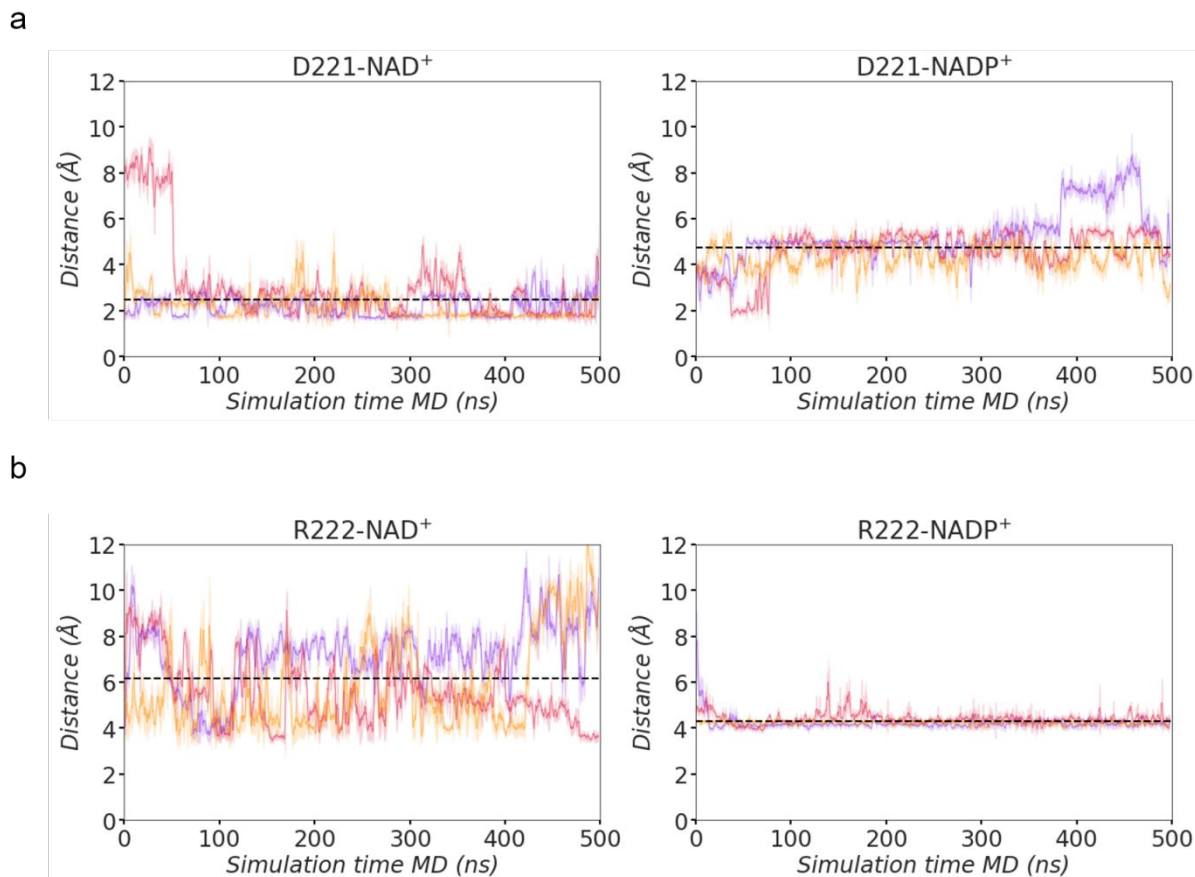 a
D221-NAD⁺
D221-NADP⁺
12
10
8
6
4
2
0
Distance (Å)
0 100 200 300 400 500
Simulation time MD (ns)
12
10
8
6
4
2
0
Distance (Å)
0 100 200 300 400 500
Simulation time MD (ns)
b
R222-NAD⁺
R222-NADP⁺
12
10
8
6
4
2
0
Distance (Å)
0 100 200 300 400 500
Simulation time MD (ns)
12
10
8
6
4
2
0
Distance (Å)
0 100 200 300 400 500
Simulation time MD (ns)